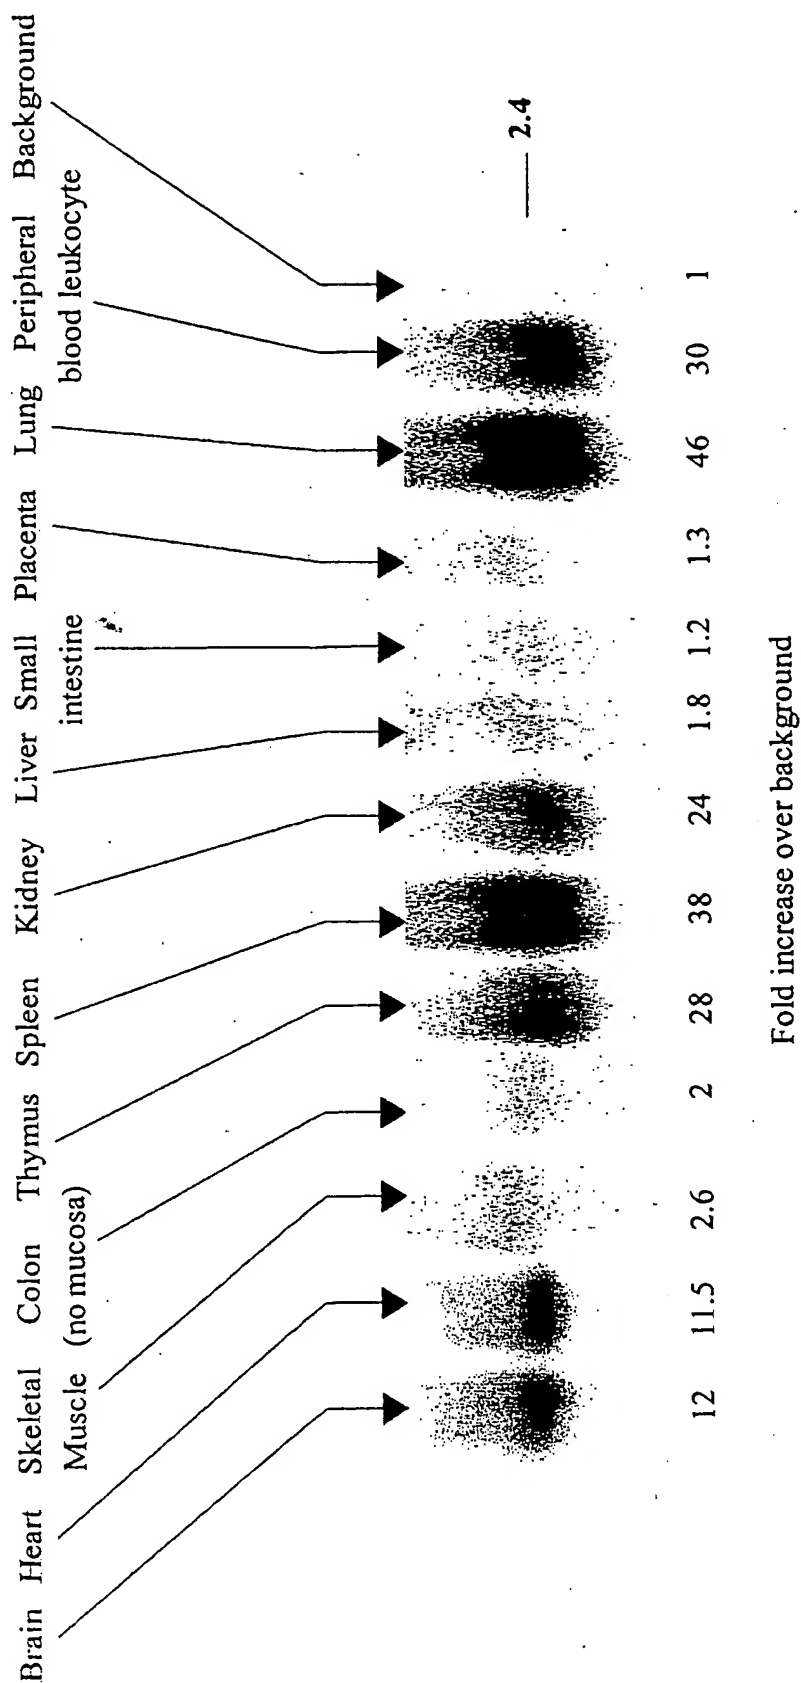 Brain Heart Skeletal Colon Thymus Spleen Kidney Liver Small Placenta Lung Peripheral Background
Muscle (no mucosa) intestine blood leukocyte
2.4
12 11.5 2.6 2 28 38 24 1.8 1.2 1.3 46 30 1
Fold increase over background